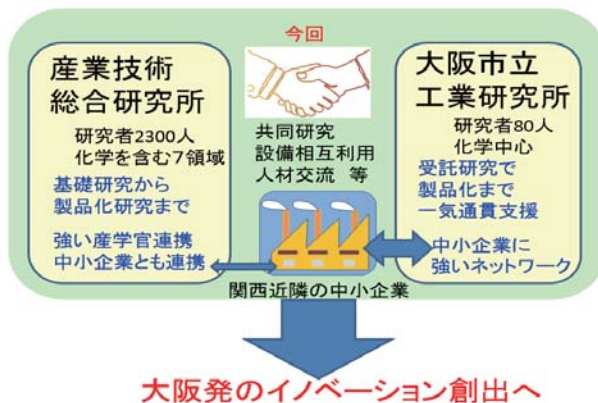 産業技術
総合研究所
研究者2300人
化学を含む7領域
基礎研究から
製品化研究まで
強い産学官連携
中小企業とも連携
今回
共同研究
設備相互利用
人材交流 等
関西近隣の中小企業
大阪市立
工業研究所
研究者80人
化学中心
受託研究で
製品化まで
一気通貫支援
中小企業に
強いネットワーク
大阪発のイノベーション創出へ